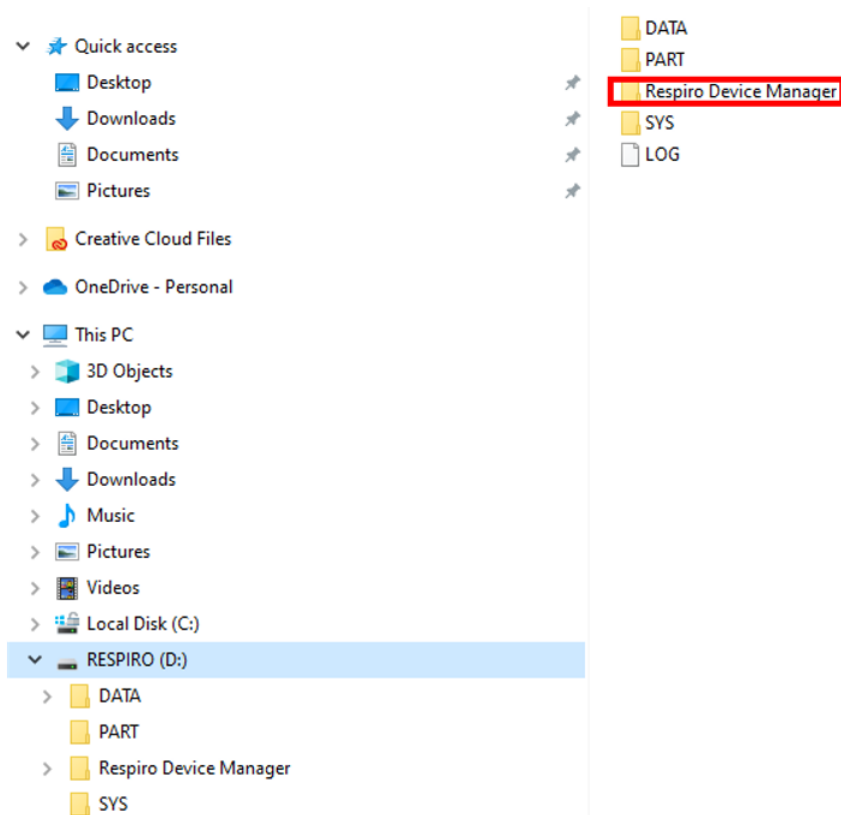 Quick access
Desktop
Downloads
Documents
Pictures
Creative Cloud Files
OneDrive - Personal
This PC
3D Objects
Desktop
Documents
Downloads
Music
Pictures
Videos
Local Disk (C:)
RESPIRO (D:)
DATA
PART
Respiro Device Manager
SYS
DATA
PART
Respiro Device Manager
SYS
LOG